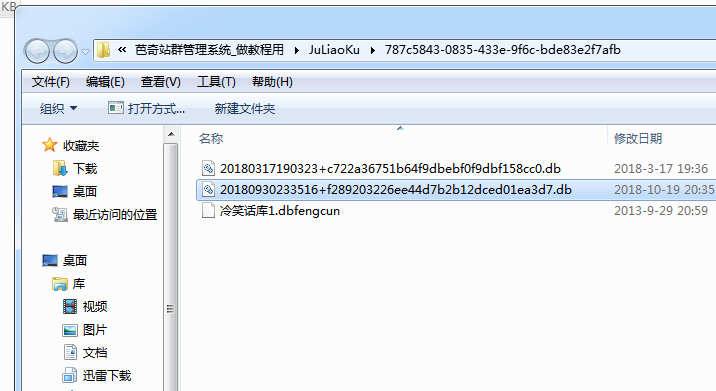 KB
« 芭奇站群管理系统_做教程用 ▸ JuLiaoKu ▸ 787c5843-0835-433e-9f6c-bde83e2f7afb
文件(F) 编辑(E) 查看(V) 工具(T) 帮助(H)
组织 打开方式... 新建文件夹
名称 修改日期
收藏夹
下载
桌面
最近访问的位置
桌面
库
视频
图片
文档
迅雷下载
20180317190323+c722a36751b64f9dbebf0f9dbf158cc0.db 2018-3-17 19:36
20180930233516+f289203226ee44d7b2b12dced01ea3d7.db 2018-10-19 20:35
冷笑话库1.dbfengcun 2013-9-29 20:59